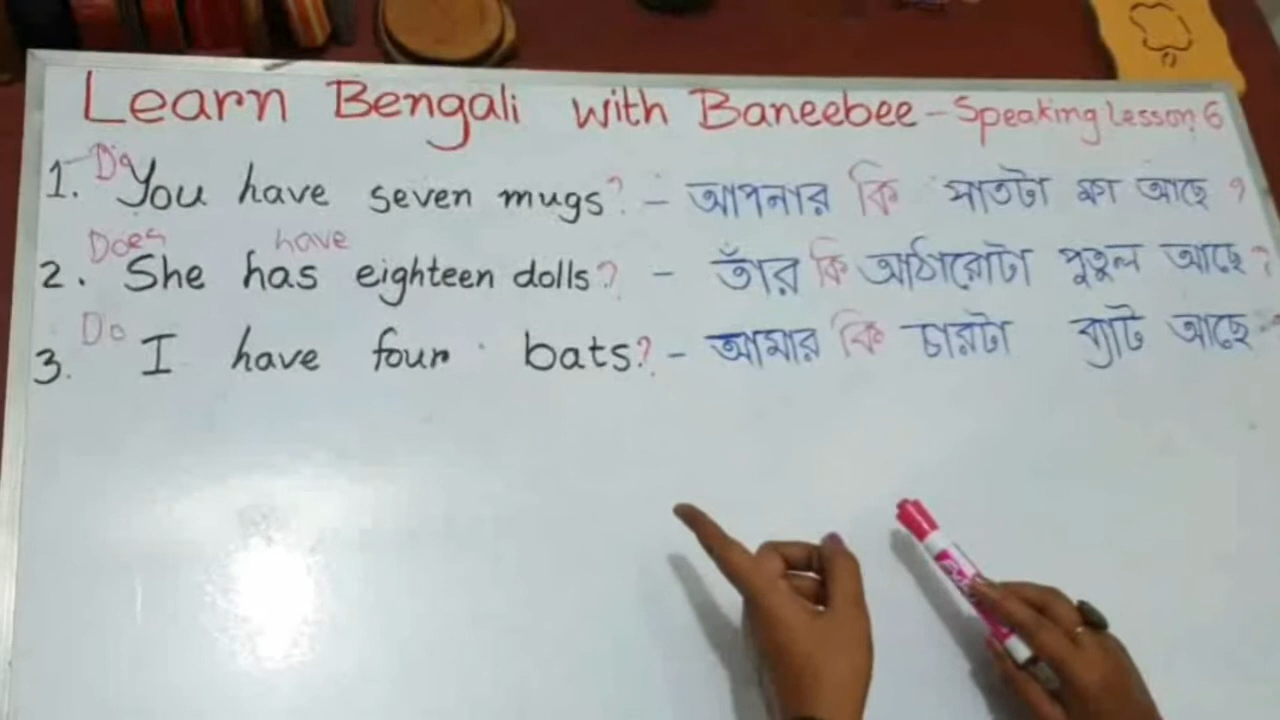 Learn Bengali with Baneebee - Speaking Lesson 6
1. Do You have seven mugs? - আপনার কি সাতটা মগ আছে ?
Does have
2. She has eighteen dolls? - তাঁর কি আঠারোটা পুতুল আছে ?
3. Do I have four bats? - আমার কি চারটা ব্যাট আছে